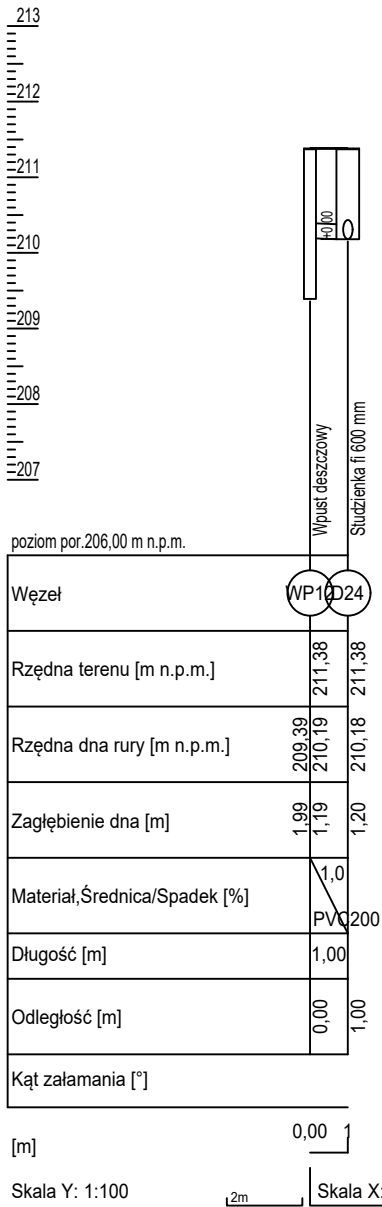 213
212
211
210
209
208
207
+0,00
Wpust deszczowy
Studzienka fi 600 mm
poziom por.206,00 m n.p.m.
Węzeł WP12 D24
Rzędna terenu [m n.p.m.] 211,38 211,38
Rzędna dna rury [m n.p.m.] 209,39 210,19 210,18
Zagłębienie dna [m] 1,99 1,19 1,20
Materiał,Średnica/Spadek [%] 1,0 PVC200
Długość [m] 1,00
Odległość [m] 0,00 1,00
Kąt załamania [°]
[m] 0,00 1
Skala Y: 1:100 2m Skala X: